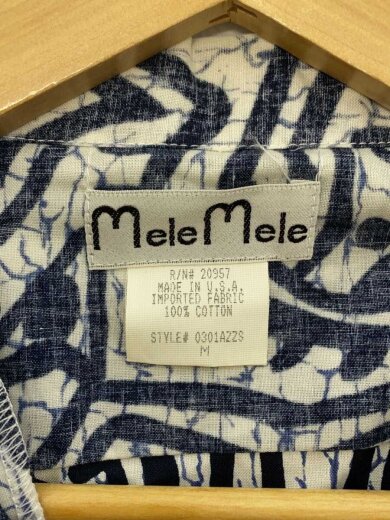 MeleMele
R/N# 20957
MADE IN U.S.A.
IMPORTED FABRIC
100% COTTON
STYLE# 0301AZZS
M